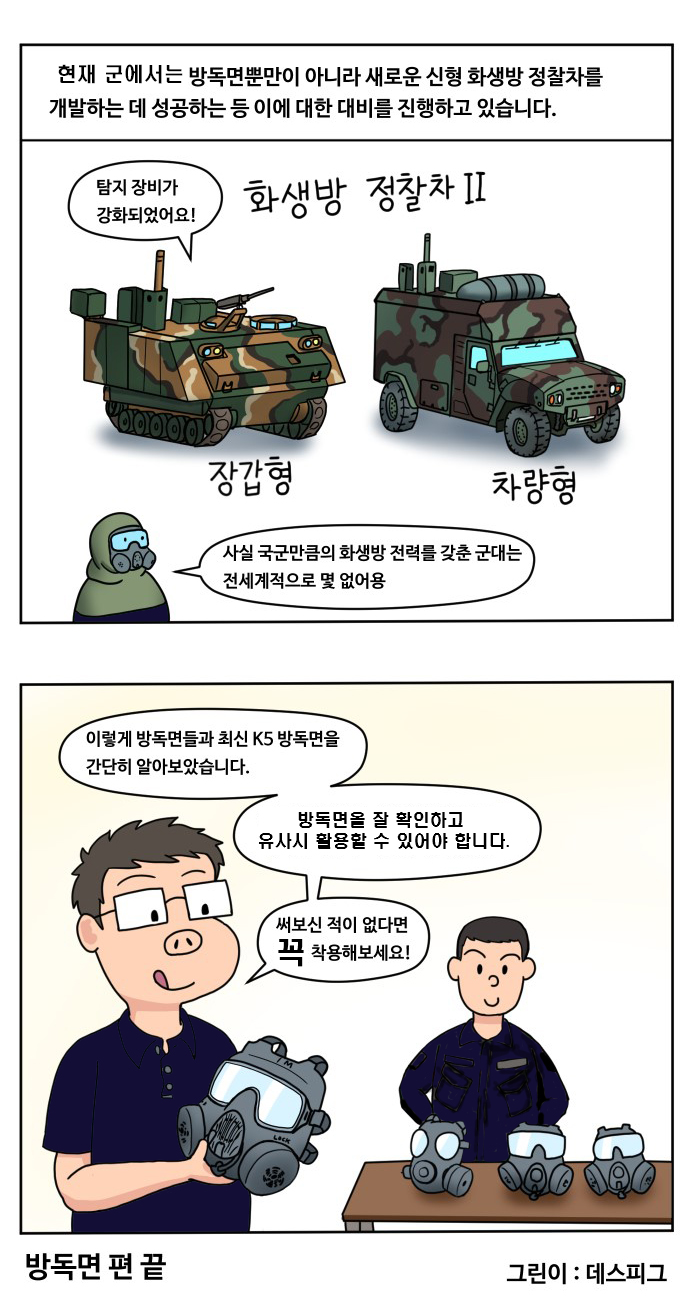 현재 군에서는 방독면뿐만이 아니라 새로운 신형 화생방 정찰차를
개발하는 데 성공하는 등 이에 대한 대비를 진행하고 있습니다.
탐지 장비가
강화되었어요!
화생방 정찰차 II
장갑형
차량형
사실 국군만큼의 화생방 전력를 갖춘 군대는
전세계적으로 몇 없어용
이렇게 방독면들과 최신 K5 방독면을
간단히 알아보았습니다.
방독면을 잘 확인하고
유사시 활용할 수 있어야 합니다.
써보신 적이 없다면
꼭 착용해보세요!
LOCK
방독면 편 끝
그린이 : 데스피그